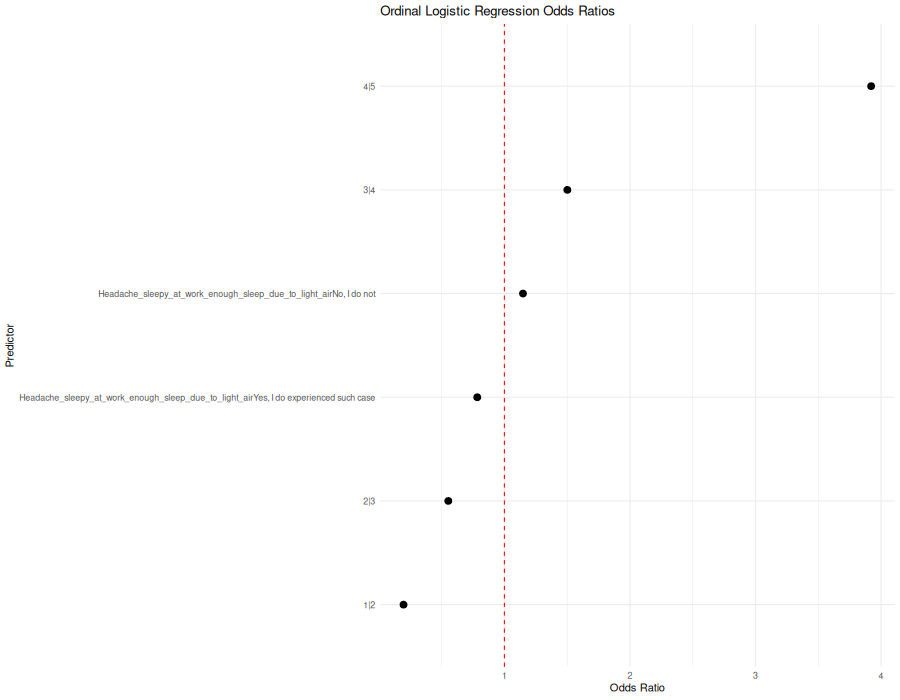 Ordinal Logistic Regression Odds Ratios
4|5
3|4
Headache_sleepy_at_work_enough_sleep_due_to_light_airNo, I do not
Predictor
Headache_sleepy_at_work_enough_sleep_due_to_light_airYes, I do experienced such case
2|3
1|2
1 2 3 4
Odds Ratio